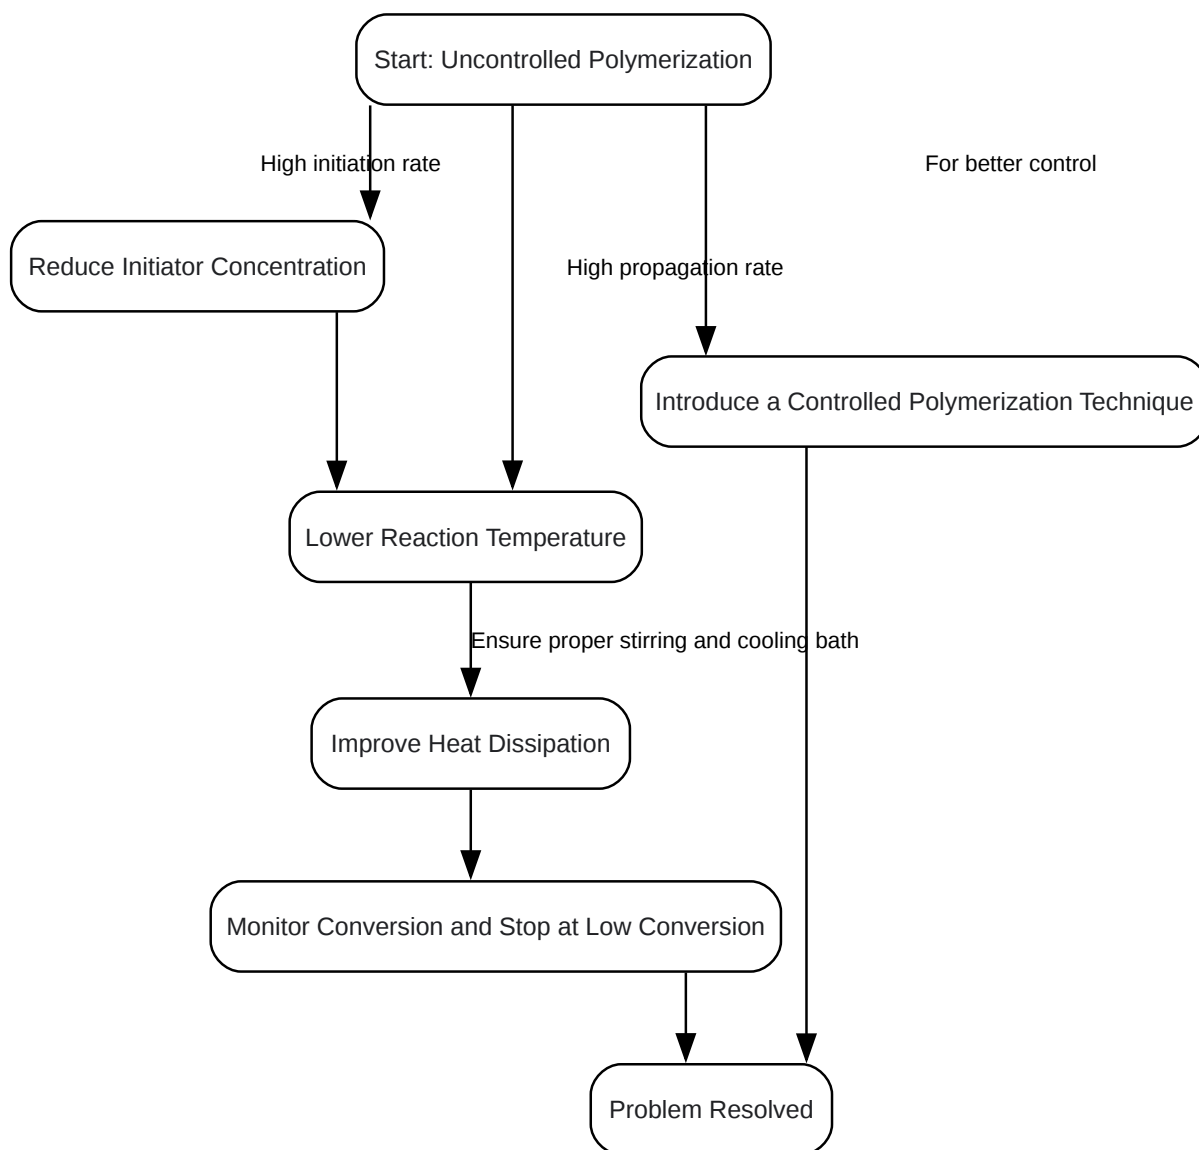 Start: Uncontrolled Polymerization
High initiation rate
For better control
Reduce Initiator Concentration
High propagation rate
Introduce a Controlled Polymerization Technique
Lower Reaction Temperature
Ensure proper stirring and cooling bath
Improve Heat Dissipation
Monitor Conversion and Stop at Low Conversion
Problem Resolved